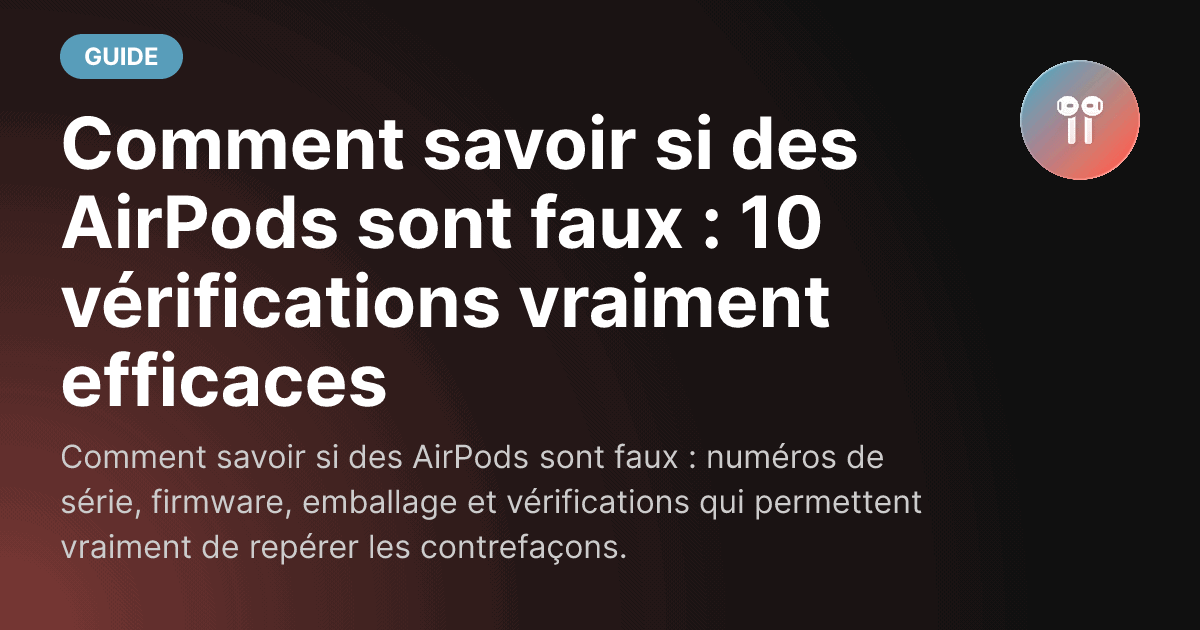 GUIDE
Comment savoir si des
AirPods sont faux : 10
vérifications vraiment
efficaces
Comment savoir si des AirPods sont faux : numéros de
série, firmware, emballage et vérifications qui permettent
vraiment de repérer les contrefaçons.